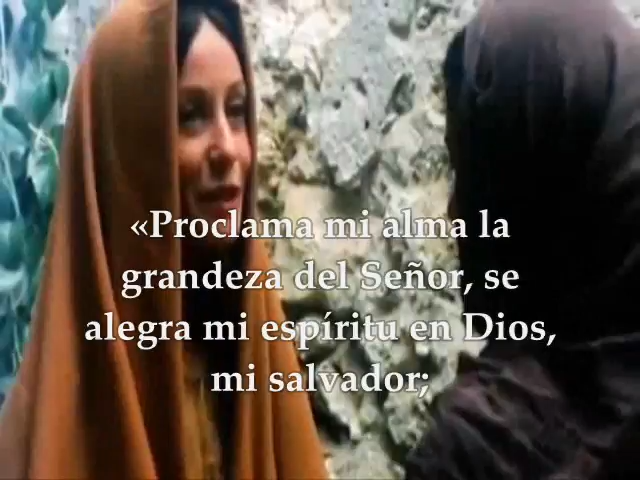 «Proclama mi alma la
grandeza del Señor, se
alegra mi espíritu en Dios,
mi salvador;